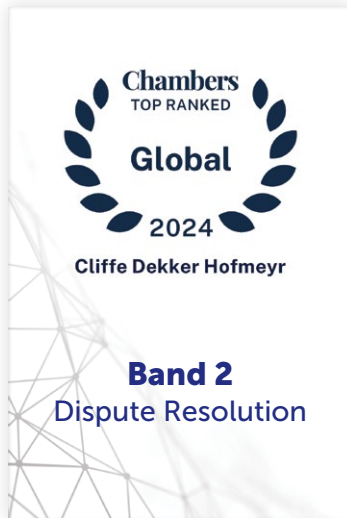 Chambers
TOP RANKED
Global
2024
Cliffe Dekker Hofmeyr
Band 2
Dispute Resolution